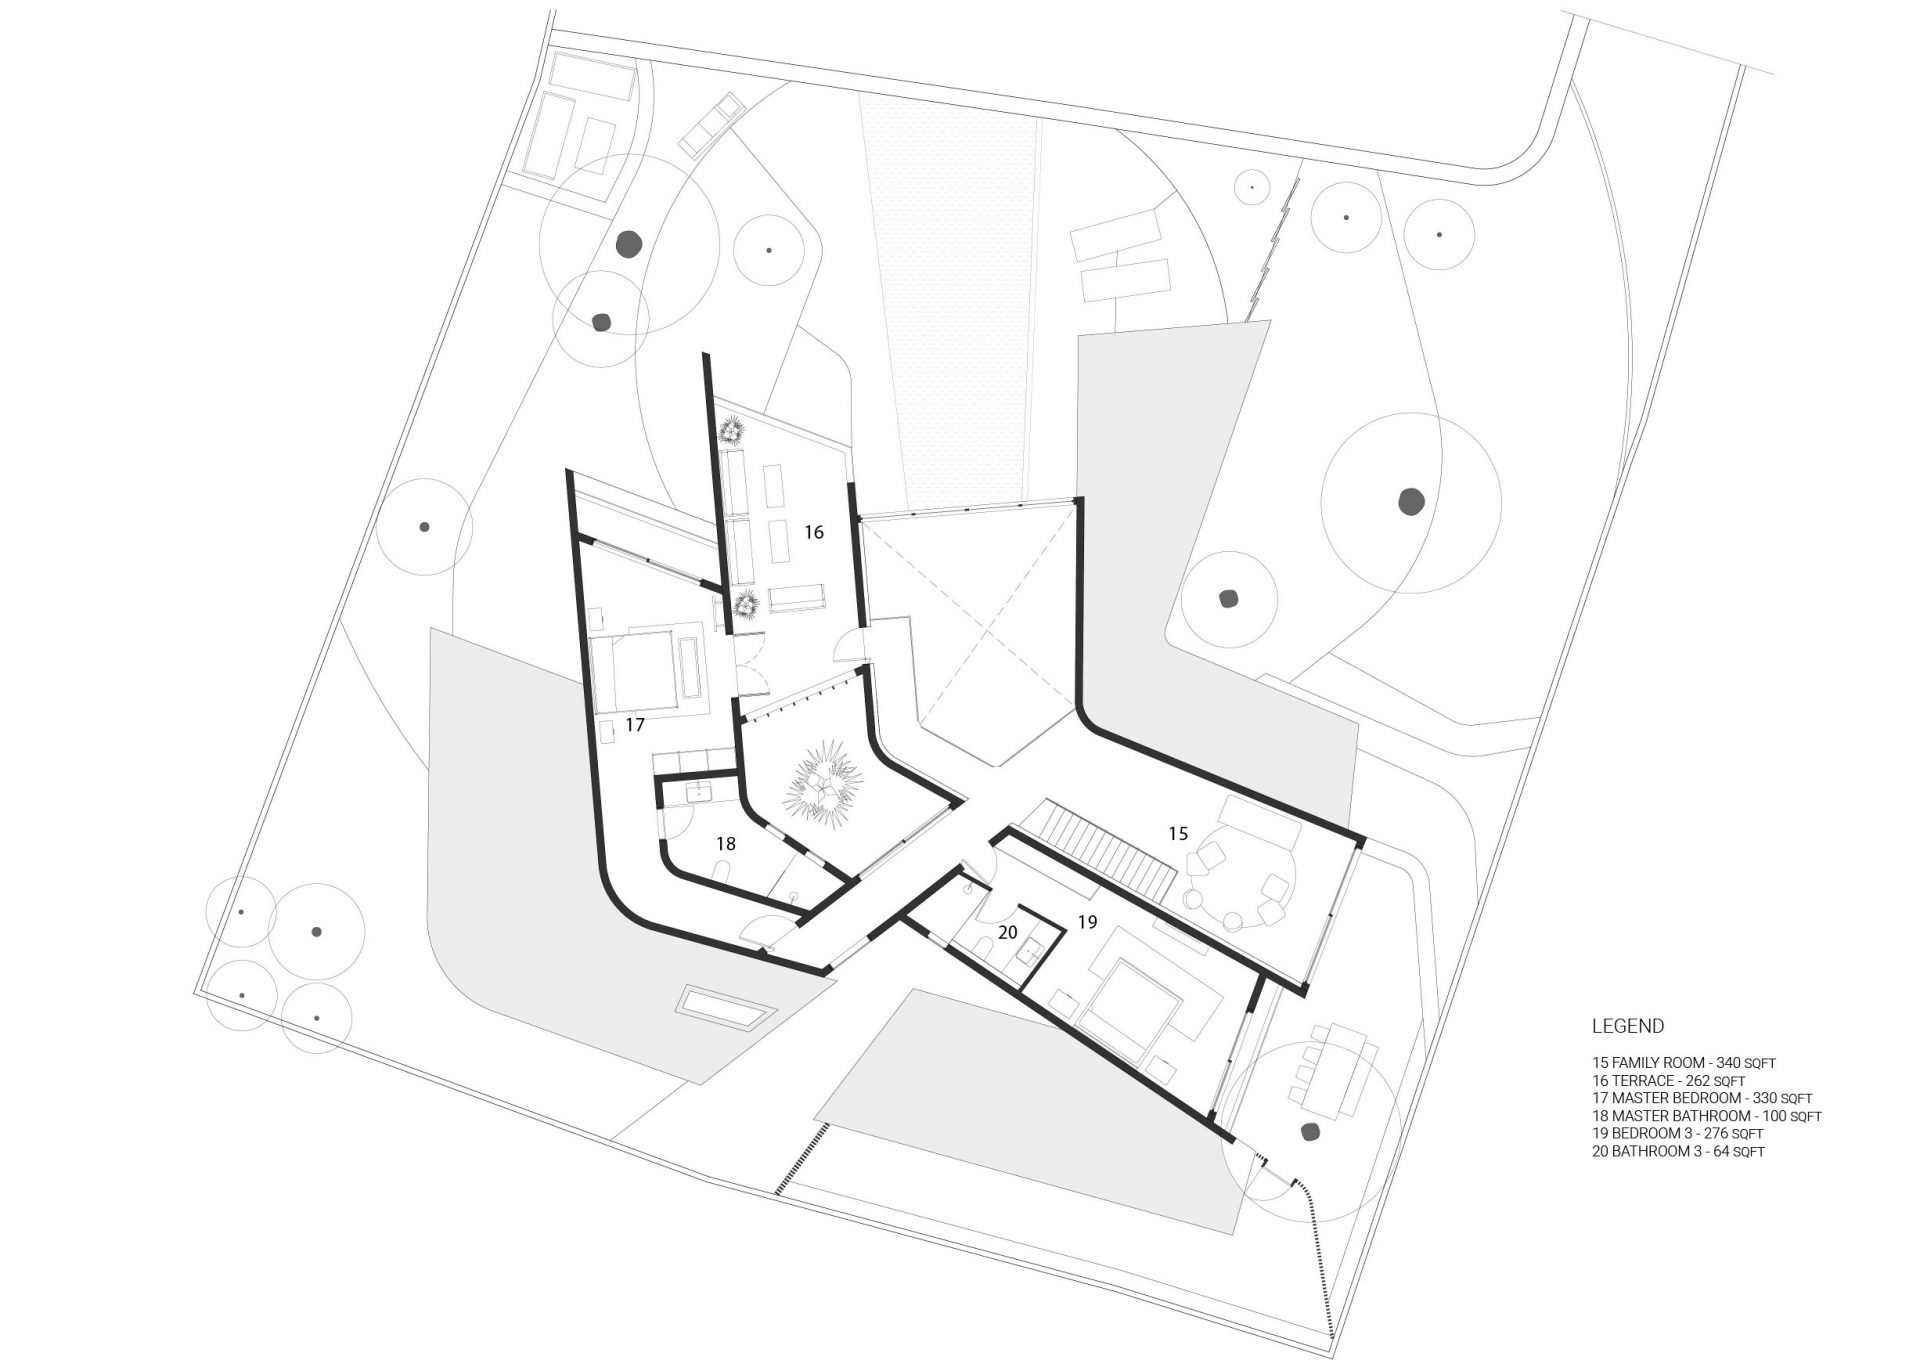 16
17
15
18
19
20
LEGEND
15 FAMILY ROOM - 340 SQFT
16 TERRACE - 262 SQFT
17 MASTER BEDROOM - 330 SQFT
18 MASTER BATHROOM - 100 SQFT
19 BEDROOM 3 - 276 SQFT
20 BATHROOM 3 - 64 SQFT